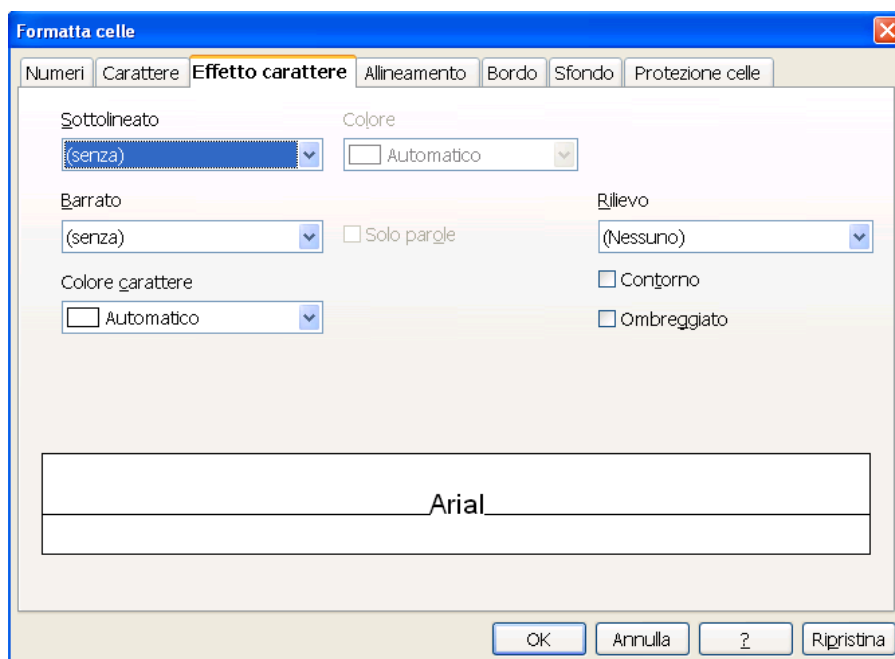 Formatta celle
Numeri Carattere Effetto carattere Allineamento Bordo Sfondo Protezione celle
Sottolineato Colore
(senza) Automatico
Barrato Rilievo
(senza) Solo parole (Nessuno)
Colore carattere Contorno
Automatico Ombreggiato
Arial
OK Annulla ? Ripristina